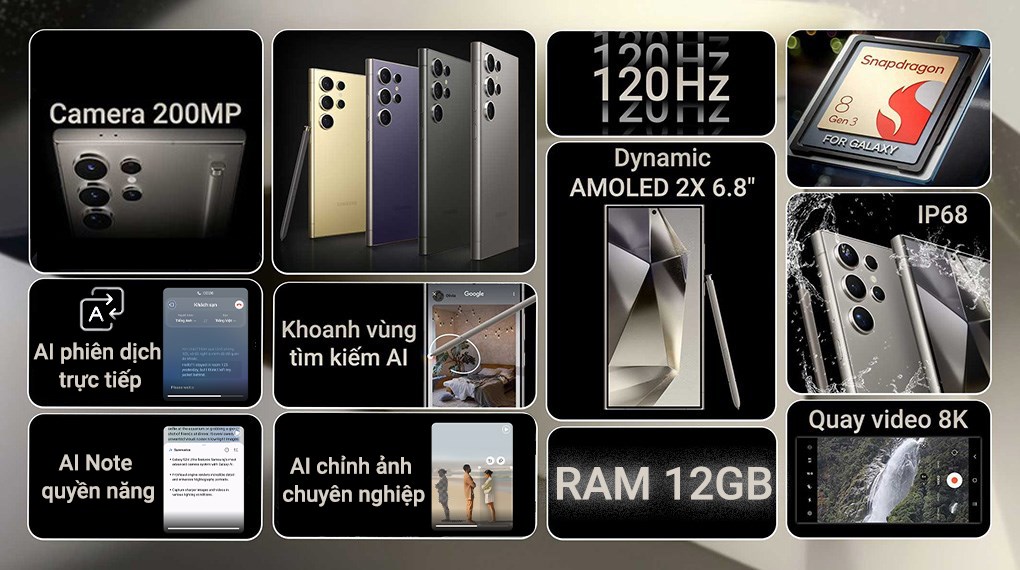 Camera 200MP
120Hz
Dynamic
AMOLED 2X 6.8"
Snapdragon
8
Gen 3
FOR GALAXY
IP68
AI phiên dịch
trực tiếp
Khách sạn
Khoanh vùng
tìm kiếm AI
Google
AI Note
quyền năng
AI chỉnh ảnh
chuyên nghiệp
RAM 12GB
Quay video 8K